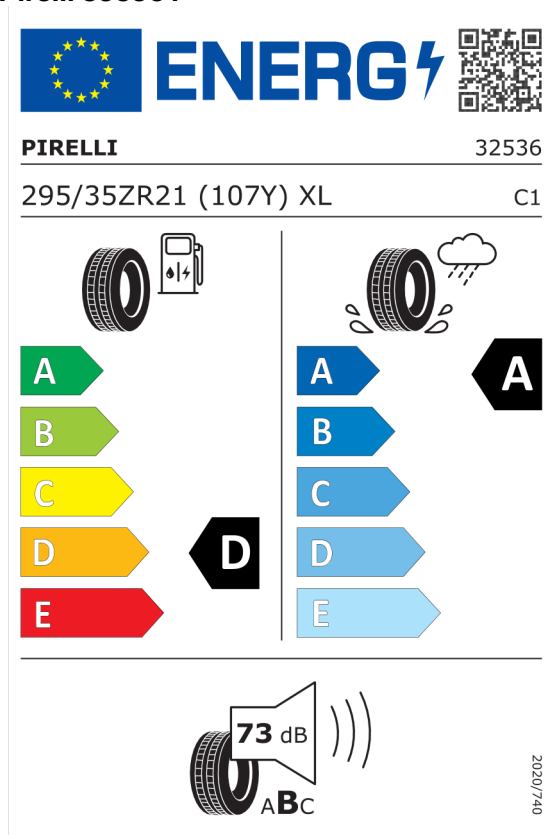 ENERG
PIRELLI 32536
295/35ZR21 (107Y) XL C1
A
B
C
D
E
D
A
B
C
D
E
A
73 dB
ABC
2020/740